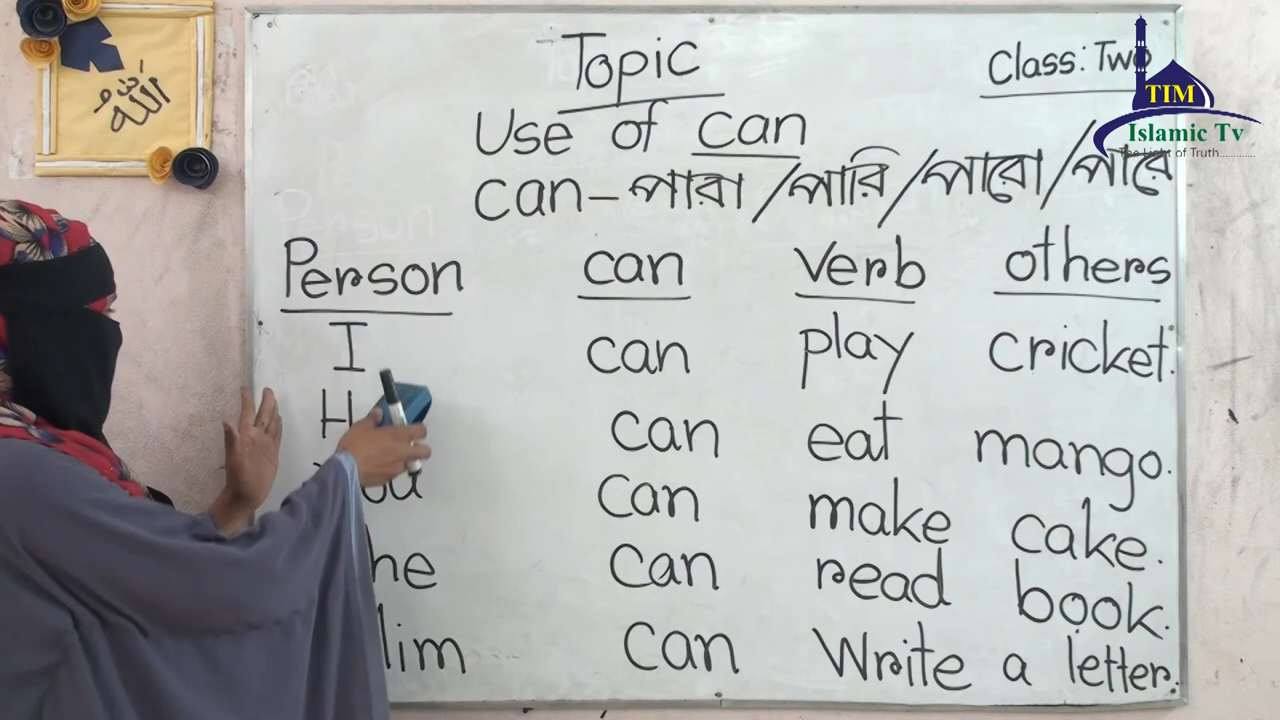 Topic
Class: Two
Use of can
can – পারা / পারি / পারো / পারে
Person can verb others
I can play cricket.
can eat mango.
can make cake.
can read book.
can Write a letter.
TIM
Islamic Tv
The Light of Truth............
الله